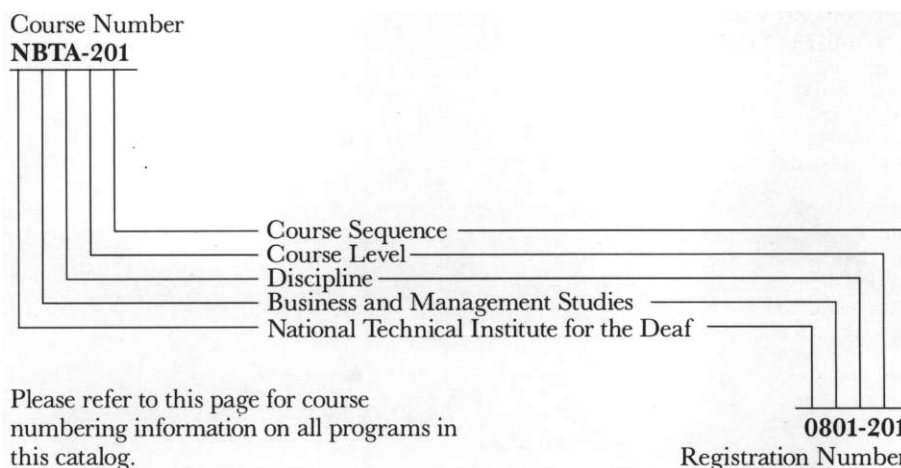 Course Number
NBTA-201
Course Sequence
Course Level
Discipline
Business and Management Studies
National Technical Institute for the Deaf
Please refer to this page for course
numbering information on all programs in
this catalog.
0801-201
Registration Number